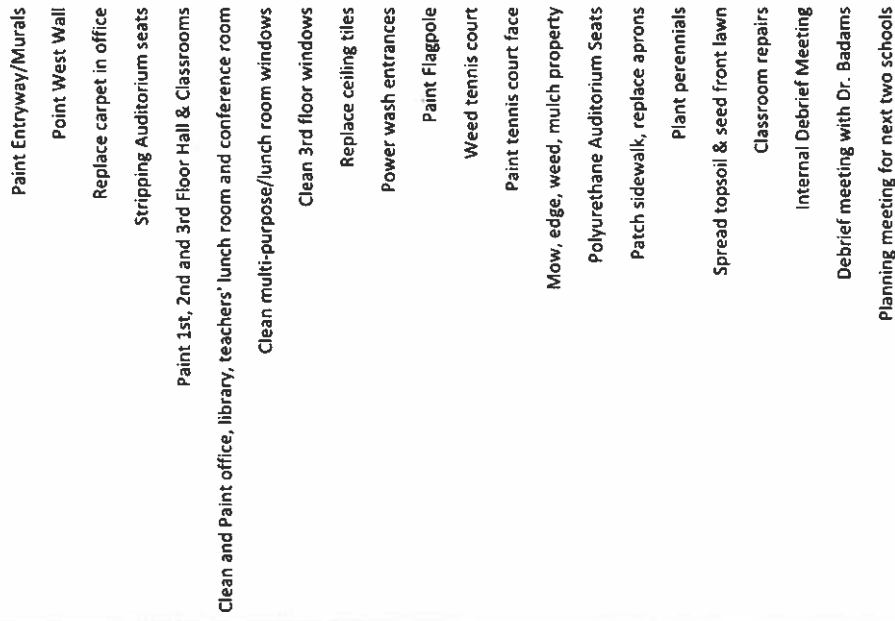 Paint Entryway/Murals
Point West Wall
Replace carpet in office
Stripping Auditorium seats
Paint 1st, 2nd and 3rd Floor Hall & Classrooms
Clean and Paint office, library, teachers' lunch room and conference room
Clean multi-purpose/lunch room windows
Clean 3rd floor windows
Replace ceiling tiles
Power wash entrances
Paint Flagpole
Weed tennis court
Paint tennis court face
Mow, edge, weed, mulch property
Polyurethane Auditorium Seats
Patch sidewalk, replace aprons
Plant perennials
Spread topsoil & seed front lawn
Classroom repairs
Internal Debrief Meeting
Debrief meeting with Dr. Badams
Planning meeting for next two schools